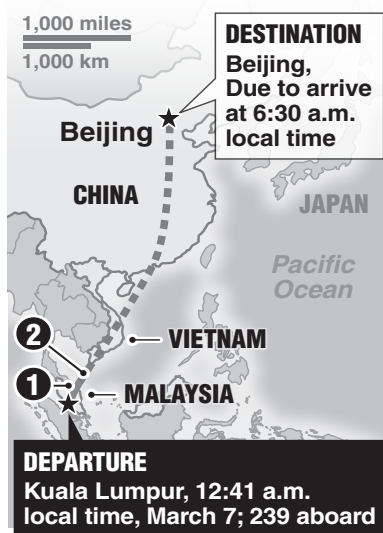 1,000 miles
1,000 km
DESTINATION
Beijing,
Due to arrive
at 6:30 a.m.
local time
Beijing
CHINA
JAPAN
Pacific
Ocean
2
VIETNAM
1
MALAYSIA
DEPARTURE
Kuala Lumpur, 12:41 a.m.
local time, March 7; 239 aboard